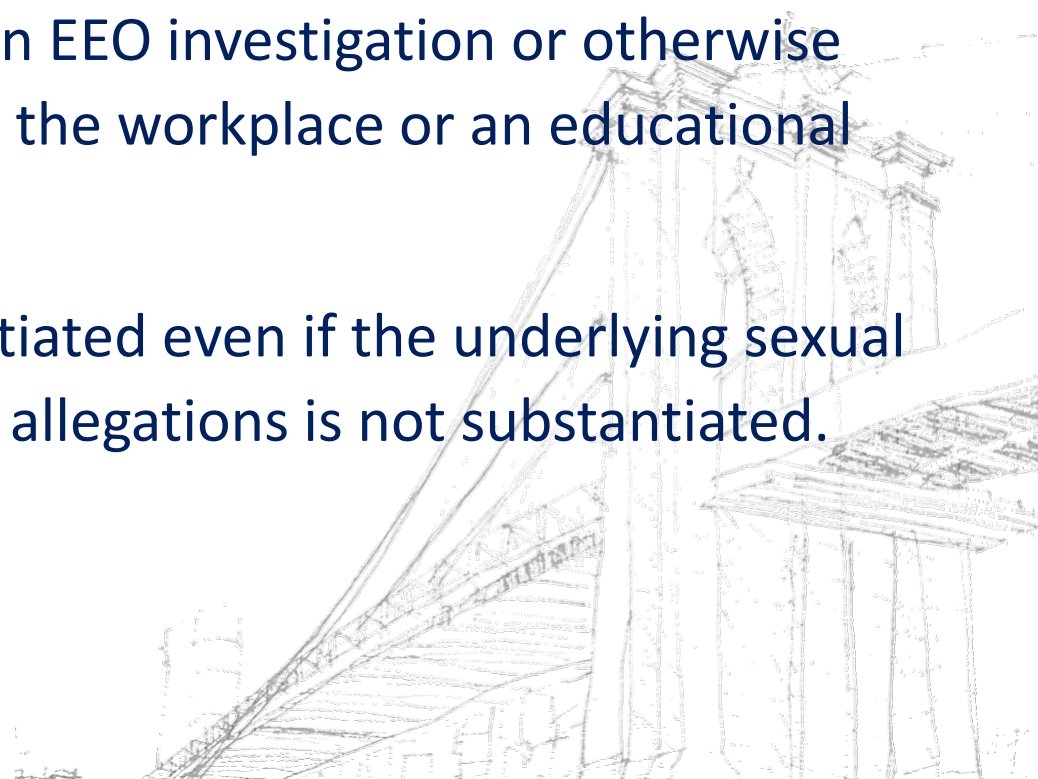 n EEO investigation or otherwise
the workplace or an educational
tiated even if the underlying sexual
allegations is not substantiated.